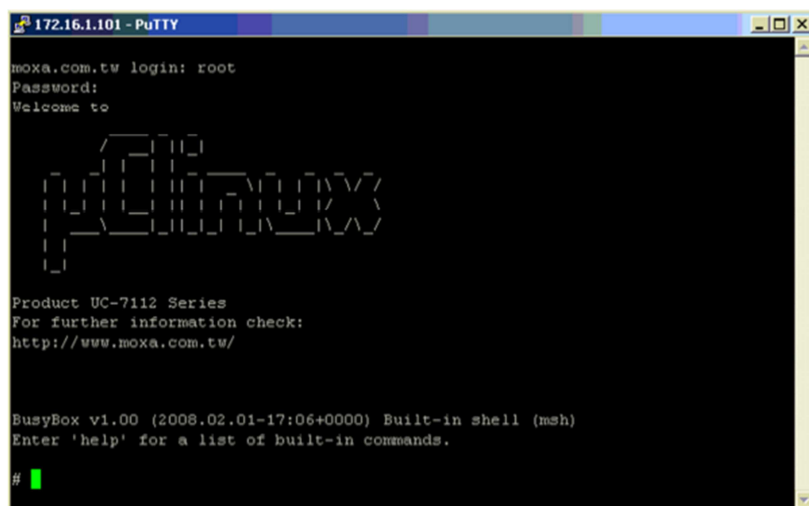 172.16.1.101 - PuTTY
moxa.com.tw login: root
Password:
Welcome to
µClinux
Product UC-7112 Series
For further information check:
http://www.moxa.com.tw/
BusyBox v1.00 (2008.02.01-17:06+0000) Built-in shell (msh)
Enter 'help' for a list of built-in commands.
#